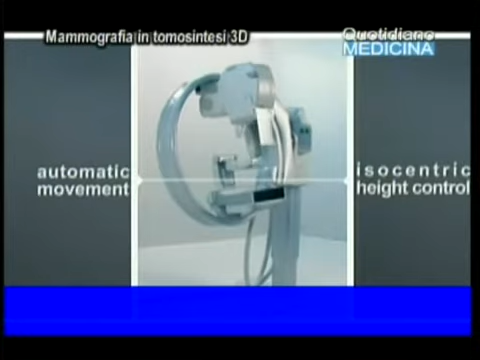 Mammografia in tomosintesi 3D
Quotidiano
MEDICINA
automatic
movement
isocentric
height control